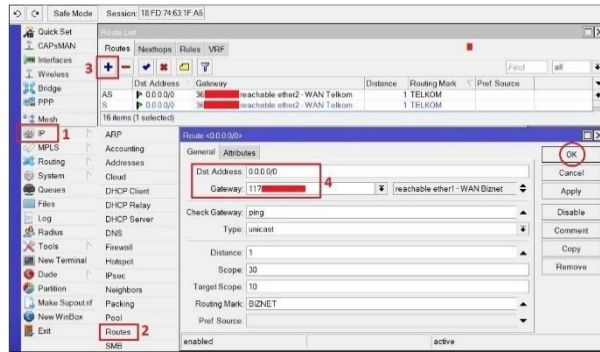 Safe Mode Session: 18:FD:74:63:1F:A5
Quick Set
CAPsMAN
Interfaces
Wireless
Bridge
PPP
Mesh
IP
MPLS
Routing
System
Queues
Files
Log
Radius
Tools
New Terminal
Dude
Partition
Make Supout.rif
New WinBox
Exit
1
ARP
Accounting
Addresses
Cloud
DHCP Client
DHCP Relay
DHCP Server
DNS
Firewall
Hotspot
IPsec
Neighbors
Packing
Pool
Routes
SMB
2
Route List
Routes Nexthops Rules VRF
3
Find all
Dst. Address Gateway Distance Routing Mark Pref. Source
AS 0.0.0.0/0 36 reachable ether2 - WAN Telkom 1 TELKOM
S 0.0.0.0/0 36 reachable ether2 - WAN Telkom 1 TELKOM
16 items (1 selected)
Route <0.0.0.0/0>
General Attributes
Dst. Address: 0.0.0.0/0
Gateway: 117 reachable ether1 - WAN Biznet
4
Check Gateway: ping
Type: unicast
Distance: 1
Scope: 30
Target Scope: 10
Routing Mark: BIZNET
Pref. Source:
enabled active
OK
Cancel
Apply
Disable
Comment
Copy
Remove